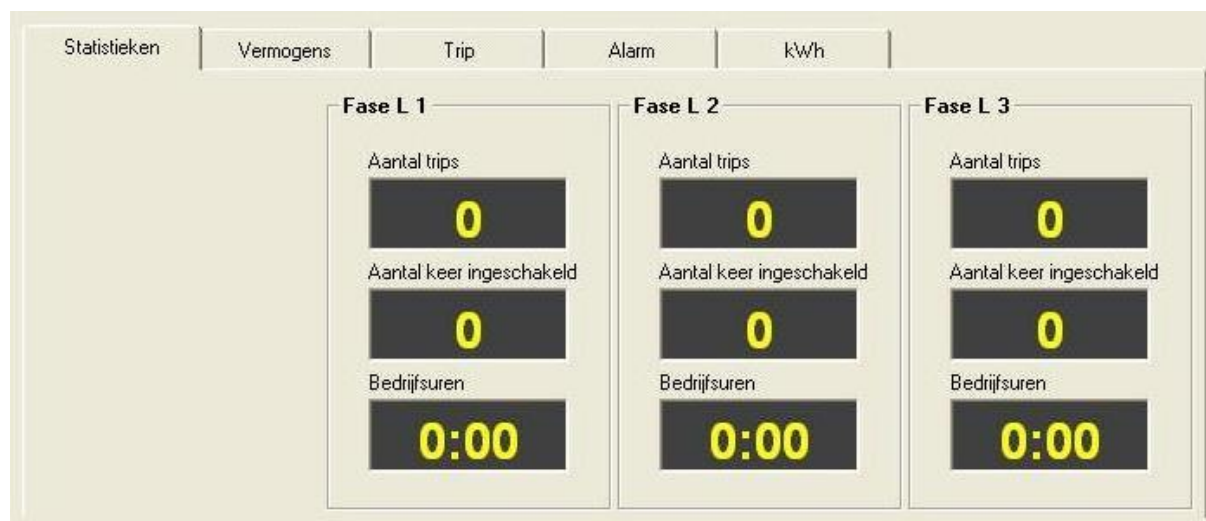 Statistieken Vermogens Trip Alarm kWh
Fase L 1 Fase L 2 Fase L 3
Aantal trips Aantal trips Aantal trips
0 0 0
Aantal keer ingeschakeld Aantal keer ingeschakeld Aantal keer ingeschakeld
0 0 0
Bedrijfsuren Bedrijfsuren Bedrijfsuren
0:00 0:00 0:00